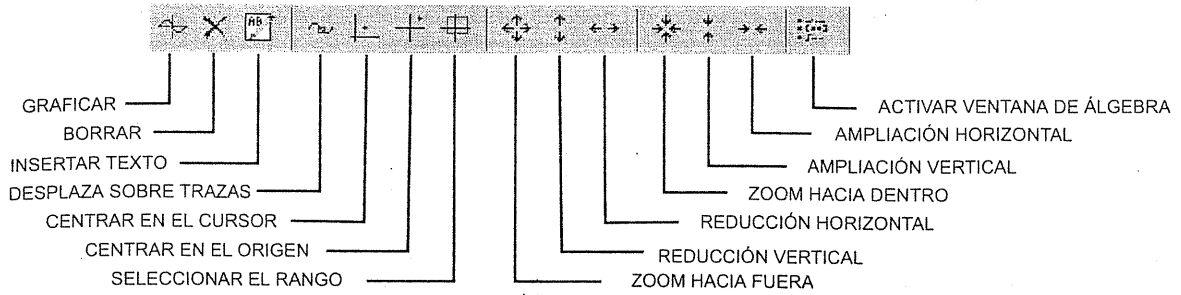 AB
GRAFICAR
BORRAR
INSERTAR TEXTO
DESPLAZA SOBRE TRAZAS
CENTRAR EN EL CURSOR
CENTRAR EN EL ORIGEN
SELECCIONAR EL RANGO
ACTIVAR VENTANA DE ÁLGEBRA
AMPLIACIÓN HORIZONTAL
AMPLIACIÓN VERTICAL
ZOOM HACIA DENTRO
REDUCCIÓN HORIZONTAL
REDUCCIÓN VERTICAL
ZOOM HACIA FUERA